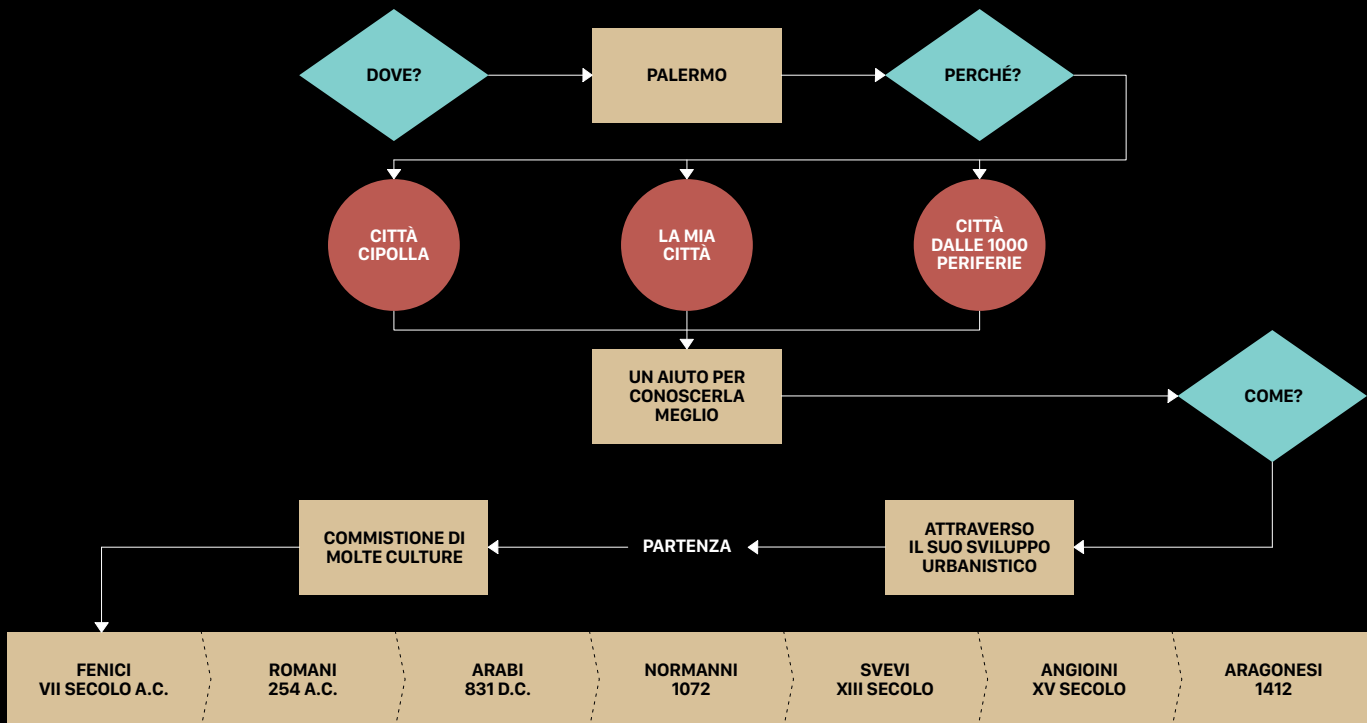 DOVE?
PALERMO
PERCHÉ?
CITTÀ
CIPOLLA
LA MIA
CITTÀ
CITTÀ
DALLE 1000
PERIFERIE
UN AIUTO PER
CONOSCERLA
MEGLIO
COME?
COMMISTIONE DI
MOLTE CULTURE
PARTENZA
ATTRAVERSO
IL SUO SVILUPPO
URBANISTICO
FENICI
VII SECOLO A.C.
ROMANI
254 A.C.
ARABI
831 D.C.
NORMANNI
1072
SVEVI
XIII SECOLO
ANGIOINI
XV SECOLO
ARAGONESI
1412